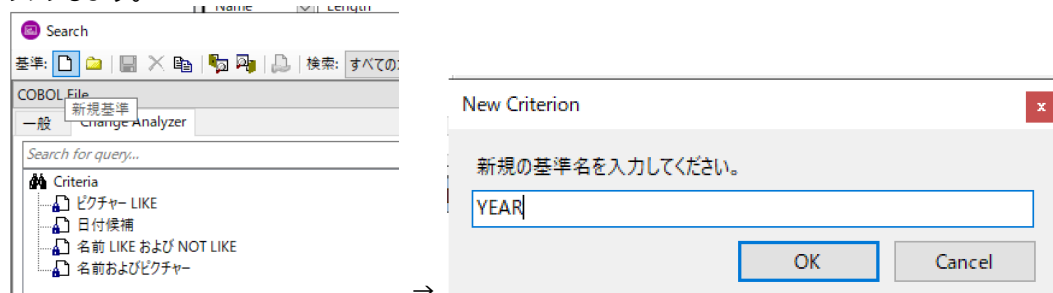 Name Length
Search
基準: 検索: すべての
COBOL File
新規基準
一般 Change Analyzer
Search for query...
Criteria
ピクチャー LIKE
日付候補
名前 LIKE および NOT LIKE
名前およびピクチャー
→
New Criterion
x
新規の基準名を入力してください。
YEAR
OK Cancel